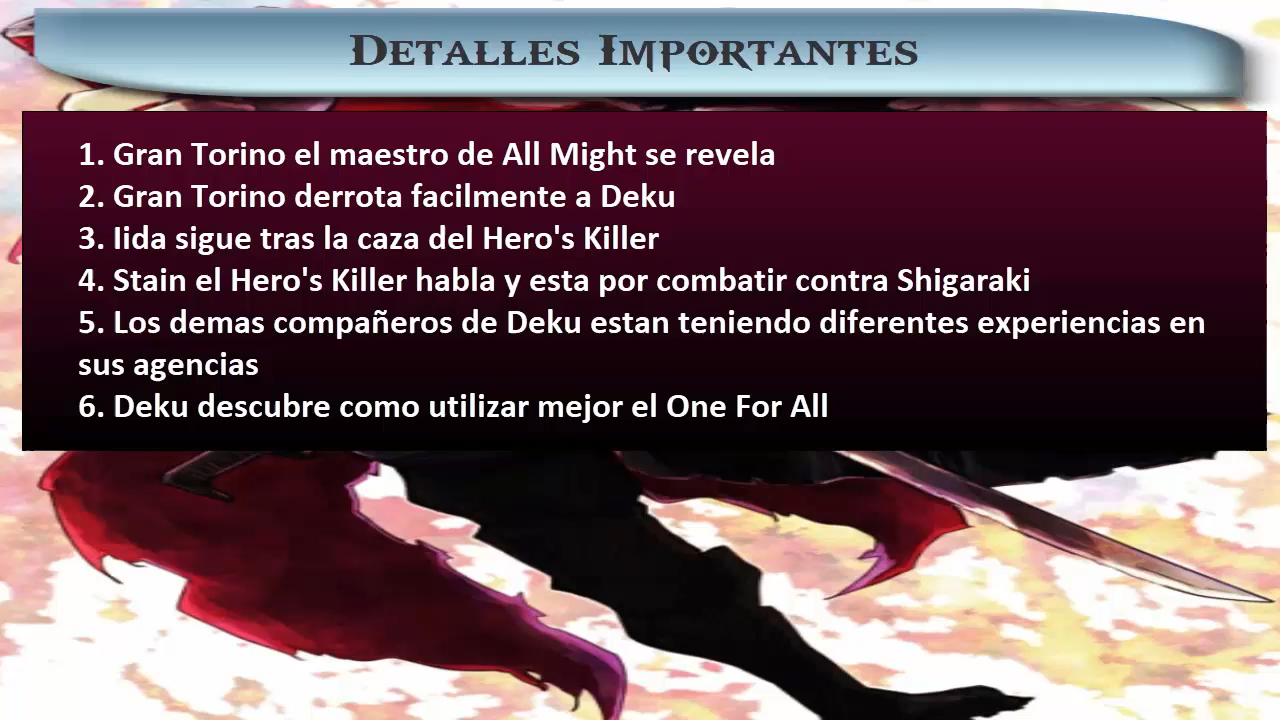 Detalles Importantes
1. Gran Torino el maestro de All Might se revela
2. Gran Torino derrota facilmente a Deku
3. Iida sigue tras la caza del Hero's Killer
4. Stain el Hero's Killer habla y esta por combatir contra Shigaraki
5. Los demas compañeros de Deku estan teniendo diferentes experiencias en
sus agencias
6. Deku descubre como utilizar mejor el One For All